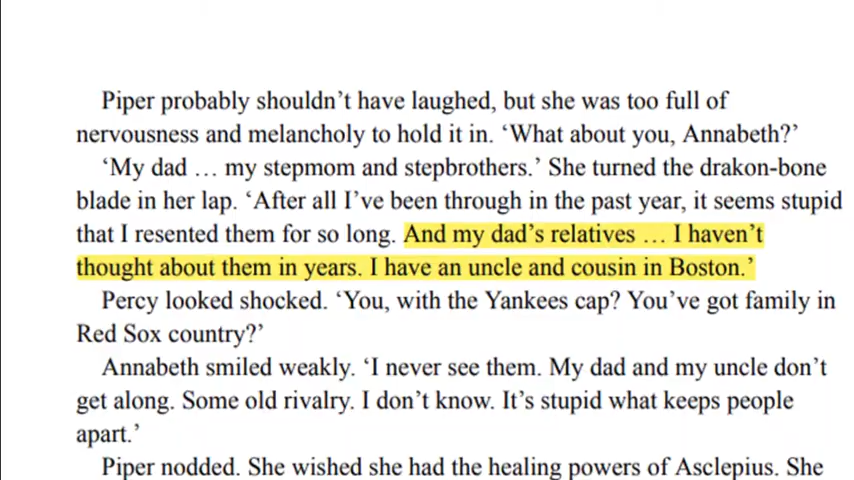 Piper probably shouldn’t have laughed, but she was too full of
nervousness and melancholy to hold it in. ‘What about you, Annabeth?’
‘My dad … my stepmom and stepbrothers.’ She turned the drakon-bone
blade in her lap. ‘After all I’ve been through in the past year, it seems stupid
that I resented them for so long. And my dad’s relatives … I haven’t
thought about them in years. I have an uncle and cousin in Boston.’
Percy looked shocked. ‘You, with the Yankees cap? You’ve got family in
Red Sox country?’
Annabeth smiled weakly. ‘I never see them. My dad and my uncle don’t
get along. Some old rivalry. I don’t know. It’s stupid what keeps people
apart.’
Piper nodded. She wished she had the healing powers of Asclepius. She